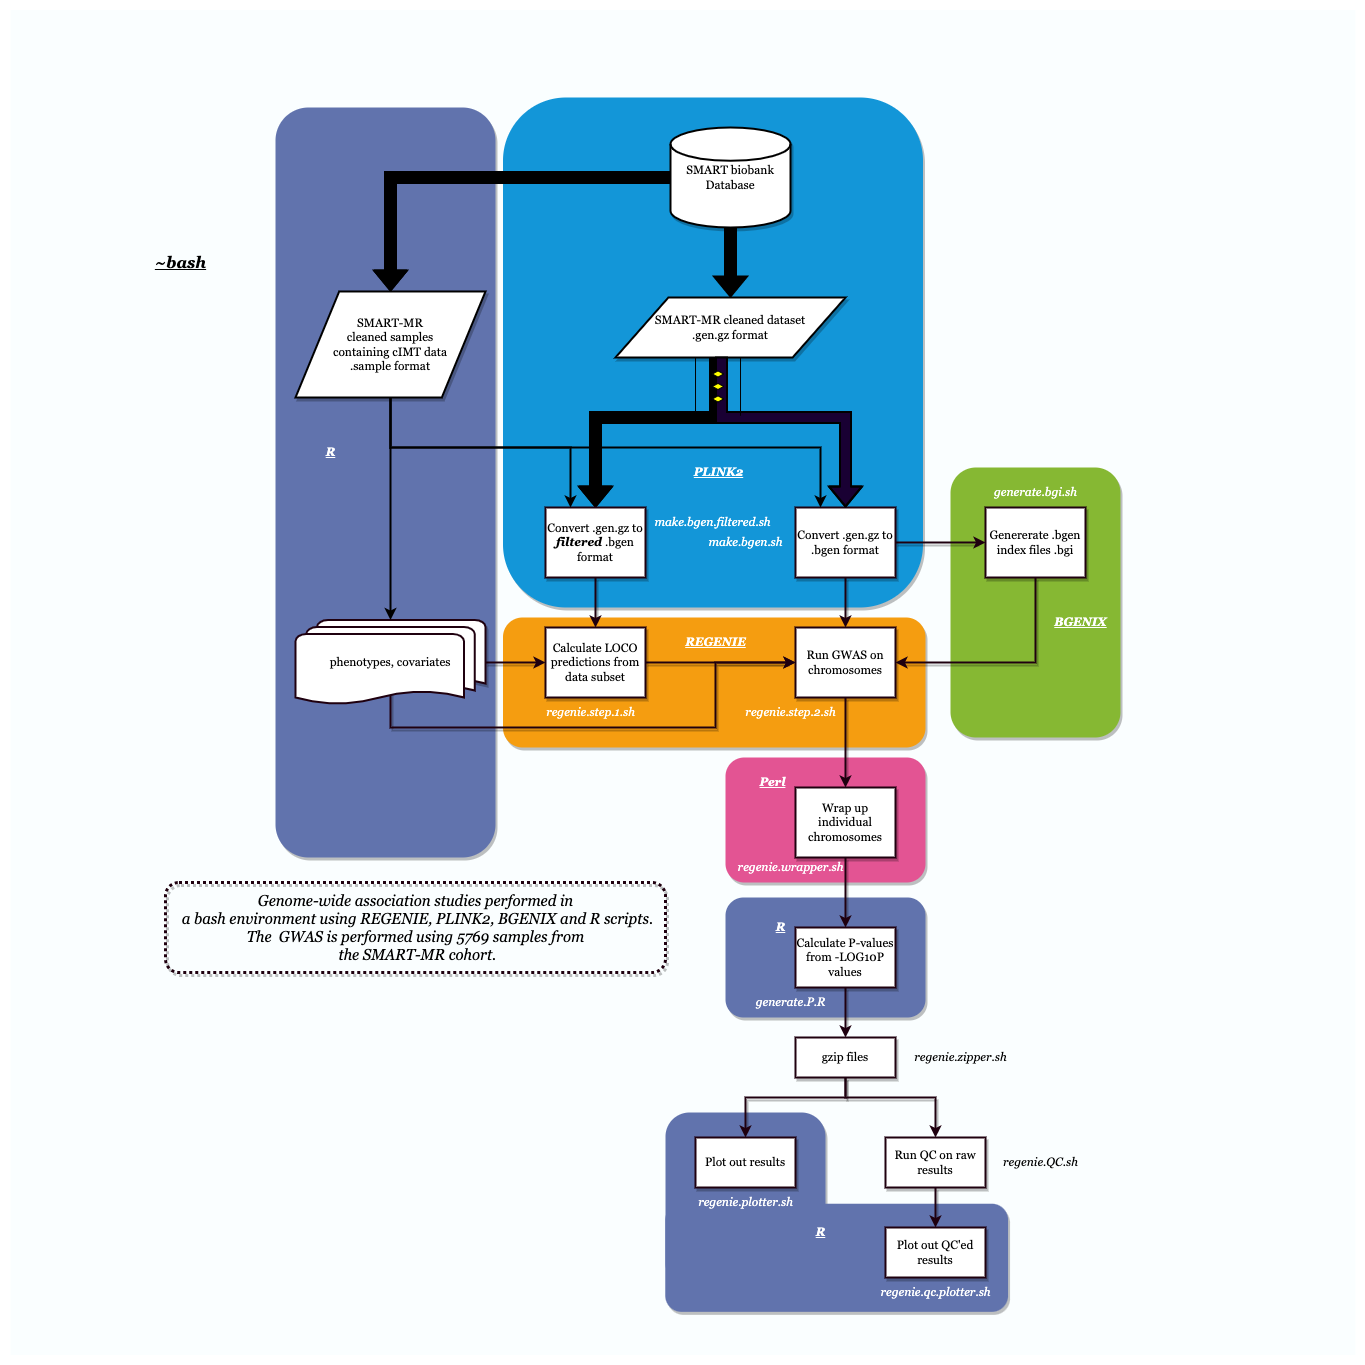 SMART biobank
Database
~bash
SMART-MR
cleaned samples
containing cIMT data
.sample format
SMART-MR cleaned dataset
.gen.gz format
R
PLINK2
generate.bgi.sh
Convert .gen.gz to
filtered .bgen
format
make.bgen.filtered.sh
make.bgen.sh
Convert .gen.gz to
.bgen format
Genererate .bgen
index files .bgi
BGENIX
phenotypes, covariates
Calculate LOCO
predictions from
data subset
REGENIE
Run GWAS on
chromosomes
regenie.step.1.sh
regenie.step.2.sh
Perl
Wrap up
individual
chromosomes
regenie.wrapper.sh
Genome-wide association studies performed in
a bash environment using REGENIE, PLINK2, BGENIX and R scripts.
The GWAS is performed using 5769 samples from
the SMART-MR cohort.
R
Calculate P-values
from -LOG10P
values
generate.P.R
gzip files
regenie.zipper.sh
Plot out results
regenie.plotter.sh
Run QC on raw
results
regenie.QC.sh
R
Plot out QC'ed
results
regenie.qc.plotter.sh